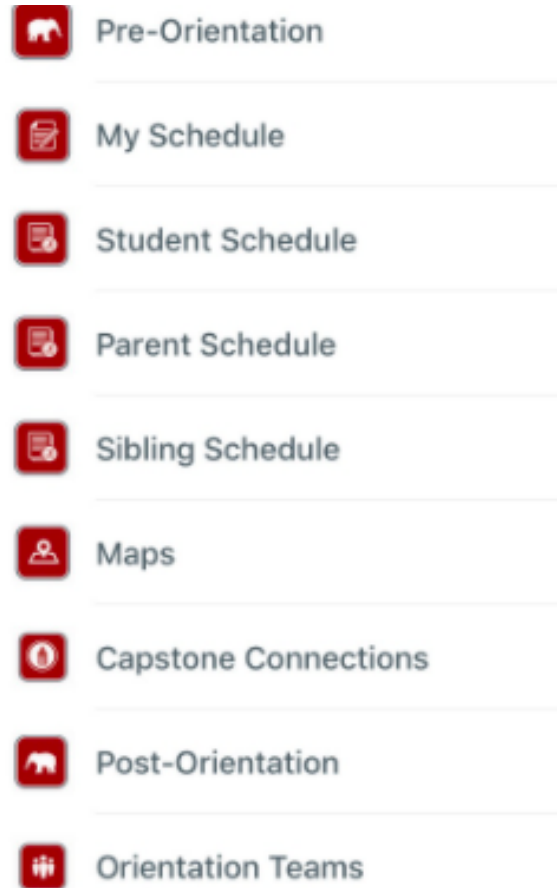 Pre-Orientation
My Schedule
Student Schedule
Parent Schedule
Sibling Schedule
Maps
Capstone Connections
Post-Orientation
Orientation Teams